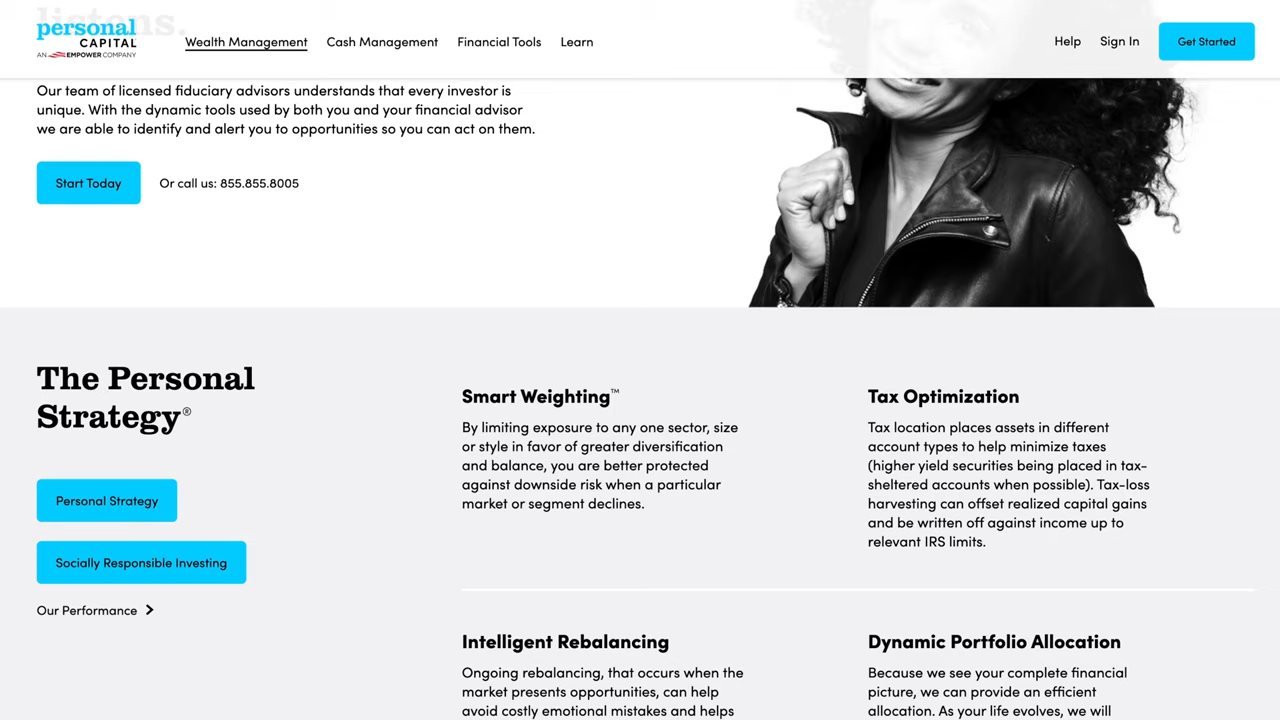 listens.
personal
CAPITAL
AN EMPOWER COMPANY
Wealth Management
Cash Management
Financial Tools
Learn
Help
Sign In
Get Started
Our team of licensed fiduciary advisors understands that every investor is
unique. With the dynamic tools used by both you and your financial advisor
we are able to identify and alert you to opportunities so you can act on them.
Start Today
Or call us: 855.855.8005
The Personal
Strategy®
Personal Strategy
Socially Responsible Investing
Our Performance
Smart Weighting™
By limiting exposure to any one sector, size
or style in favor of greater diversification
and balance, you are better protected
against downside risk when a particular
market or segment declines.
Tax Optimization
Tax location places assets in different
account types to help minimize taxes
(higher yield securities being placed in tax-
sheltered accounts when possible). Tax-loss
harvesting can offset realized capital gains
and be written off against income up to
relevant IRS limits.
Intelligent Rebalancing
Ongoing rebalancing, that occurs when the
market presents opportunities, can help
avoid costly emotional mistakes and helps
Dynamic Portfolio Allocation
Because we see your complete financial
picture, we can provide an efficient
allocation. As your life evolves, we will